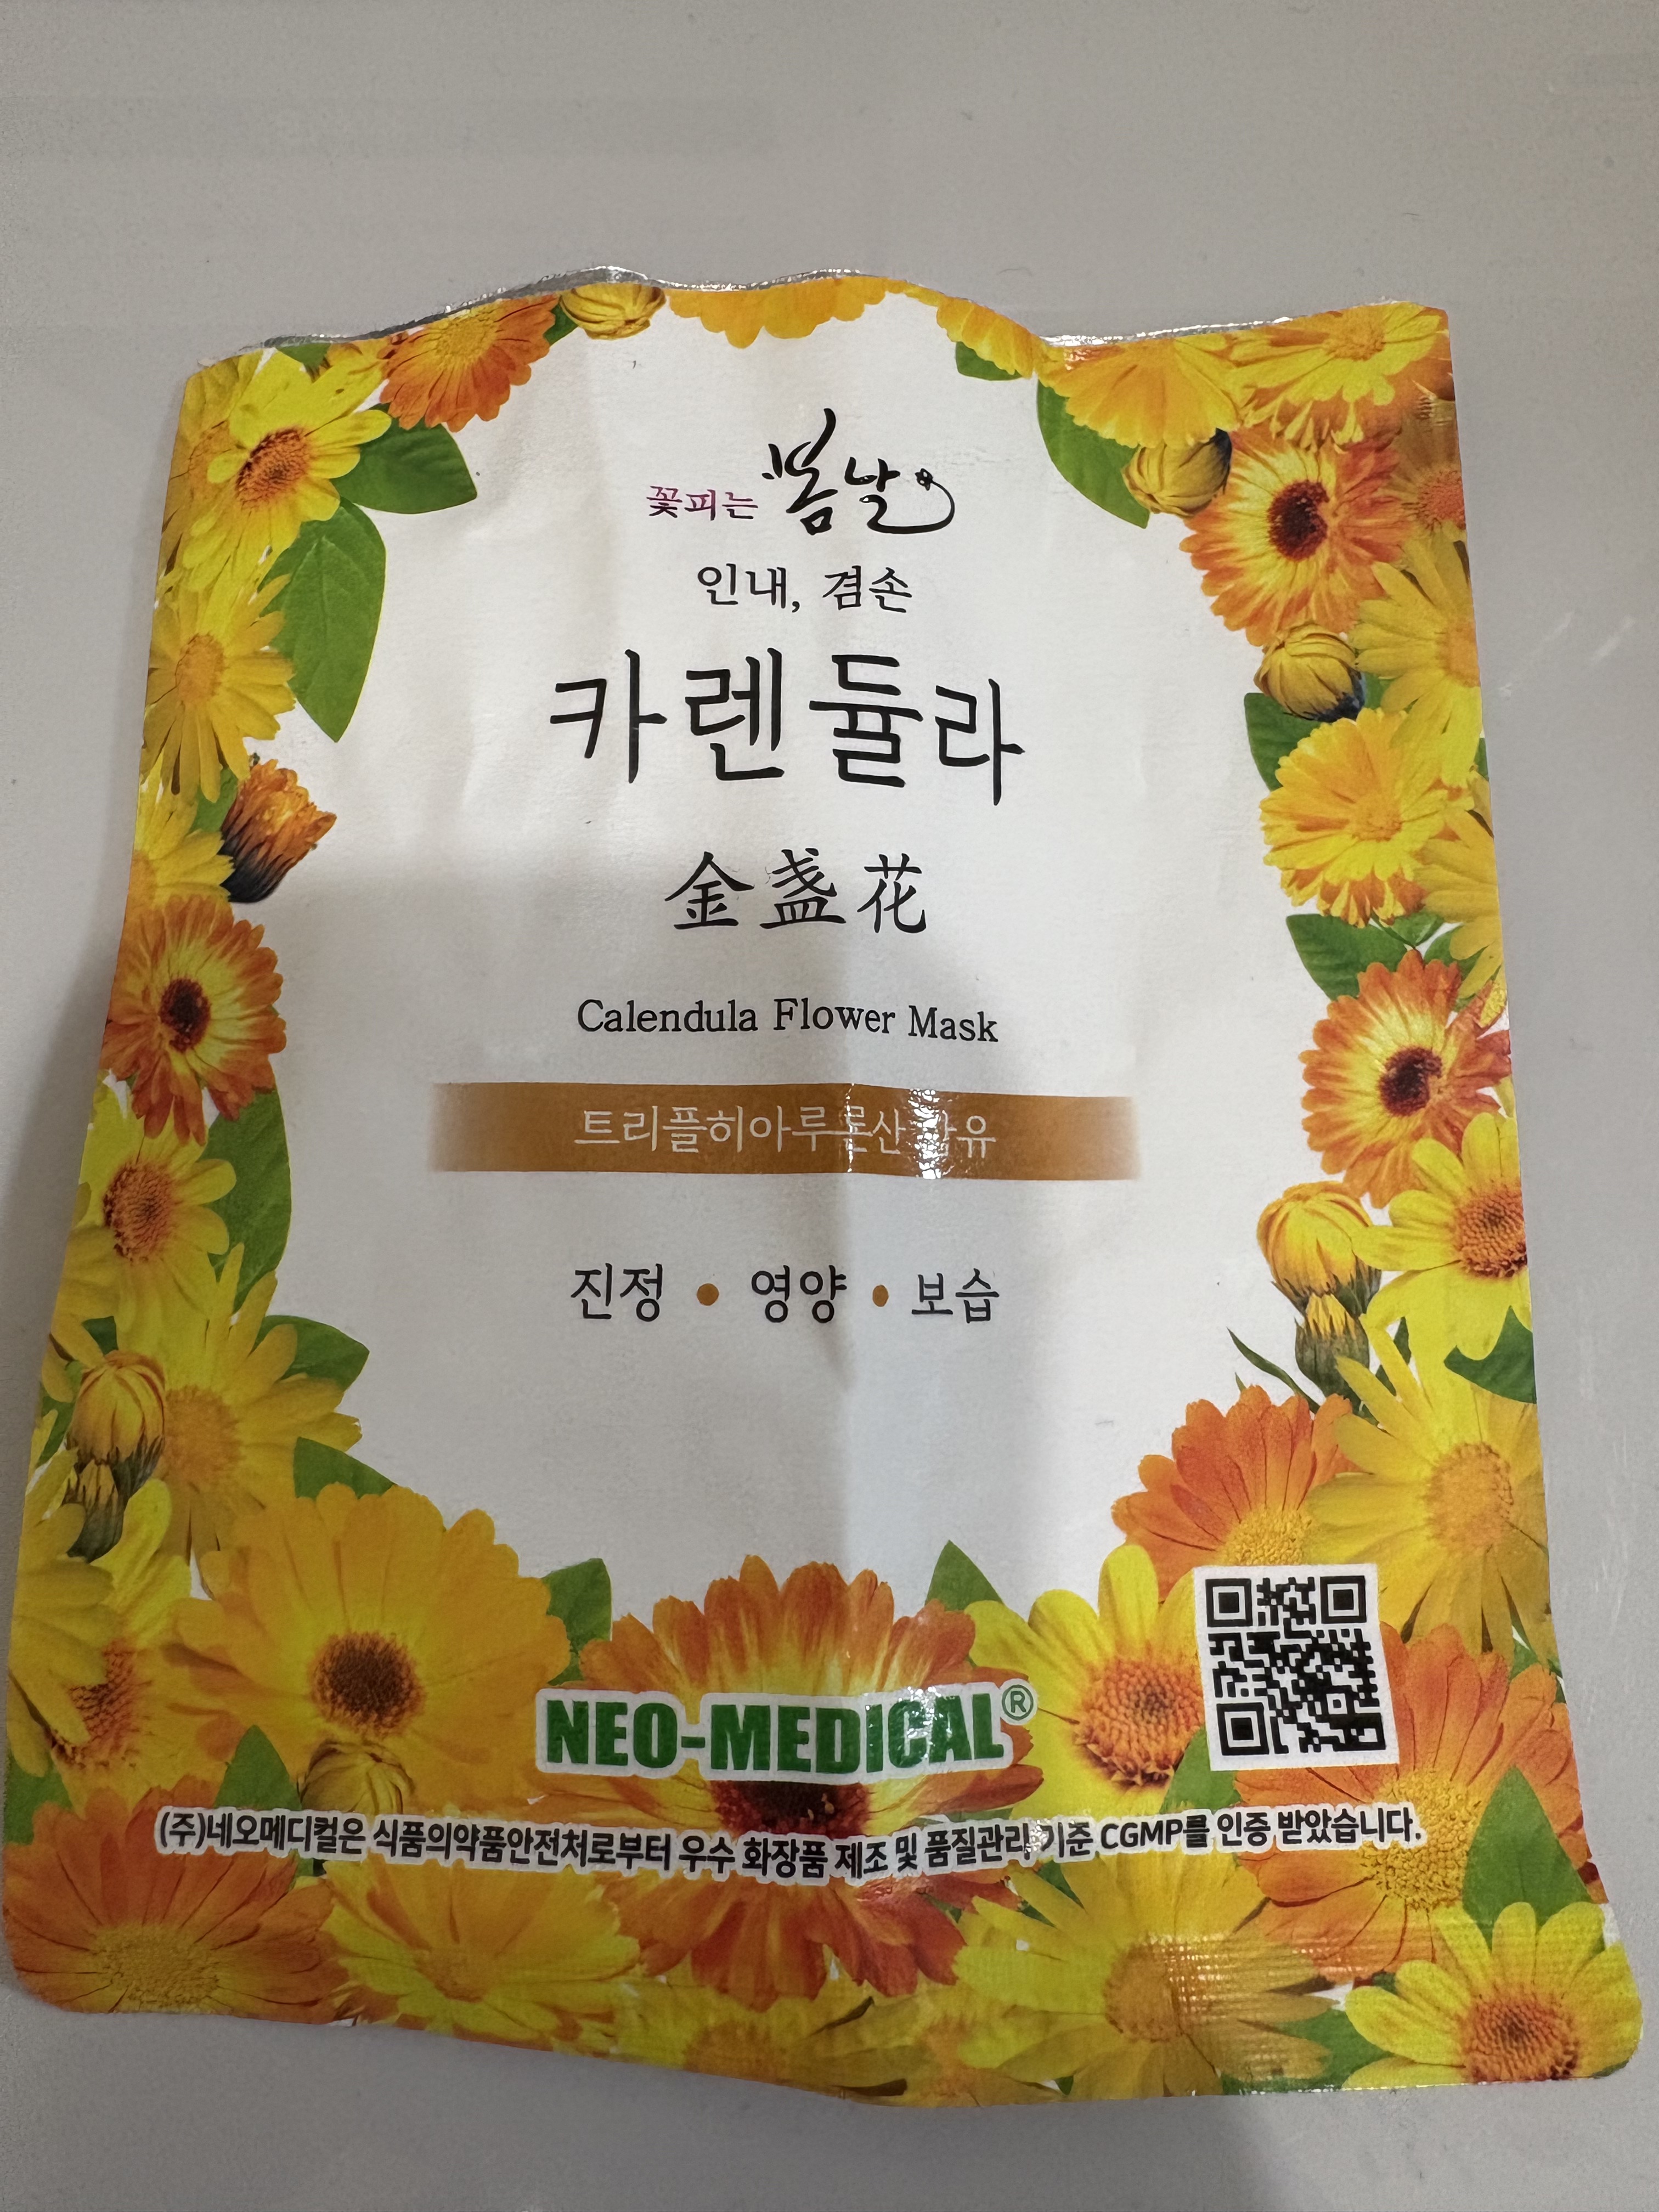 꽃피는 봄날
인내, 겸손
카렌듈라
金盞花
Calendula Flower Mask
트리플히아루론산함유
진정 • 영양 • 보습
NEO-MEDICAL®
(주)네오메디컬은 식품의약품안전처로부터 우수 화장품 제조 및 품질관리 기준 CGMP를 인증 받았습니다.